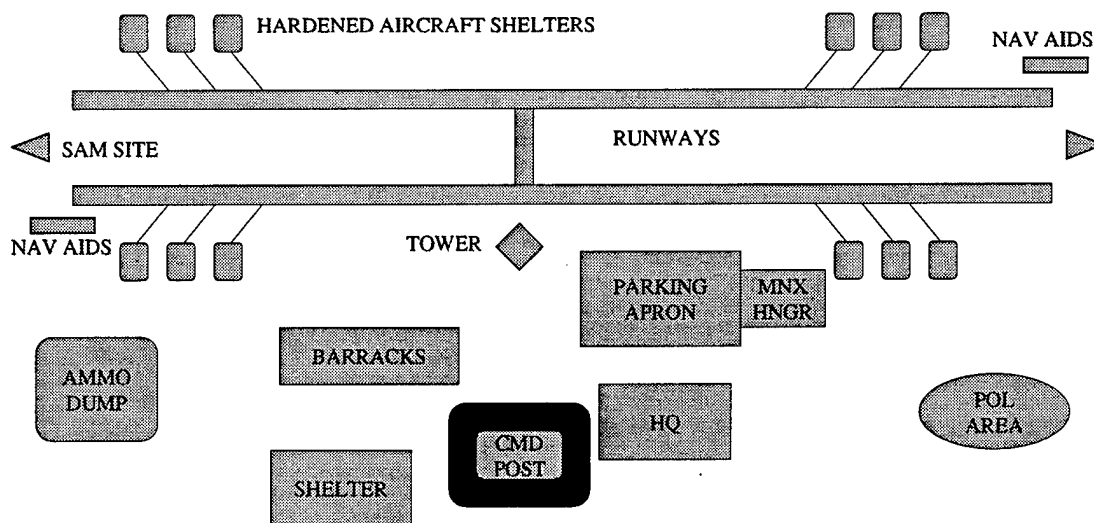 HARDENED AIRCRAFT SHELTERS
NAV AIDS
SAM SITE
RUNWAYS
NAV AIDS
TOWER
PARKING
APRON
MNX
HNGR
BARRACKS
AMMO
DUMP
HQ
POL
AREA
CMD
POST
SHELTER